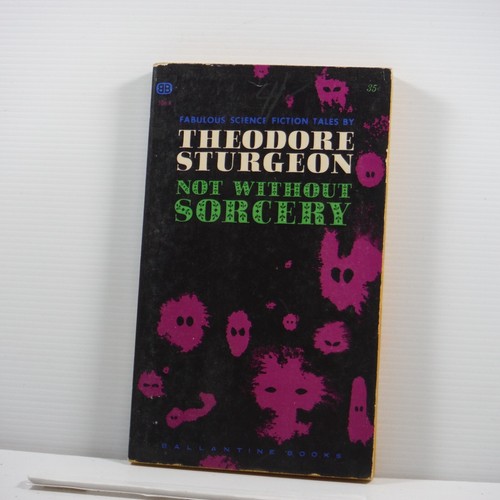 BB
35¢
FABULOUS SCIENCE FICTION TALES BY
THEODORE
STURGEON
NOT WITHOUT
SORCERY
BALLANTINE BOOKS